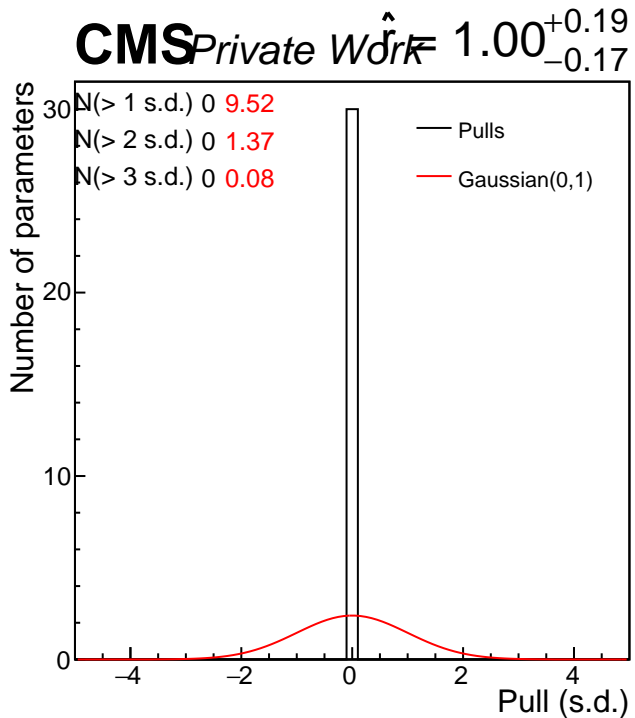 CMS Private Work r̂ = 1.00 +0.19 −0.17
N(> 1 s.d.) 0 9.52
N(> 2 s.d.) 0 1.37
N(> 3 s.d.) 0 0.08
Pulls
Gaussian(0,1)
Number of parameters
30
20
10
0
−4 −2 0 2 4
Pull (s.d.)